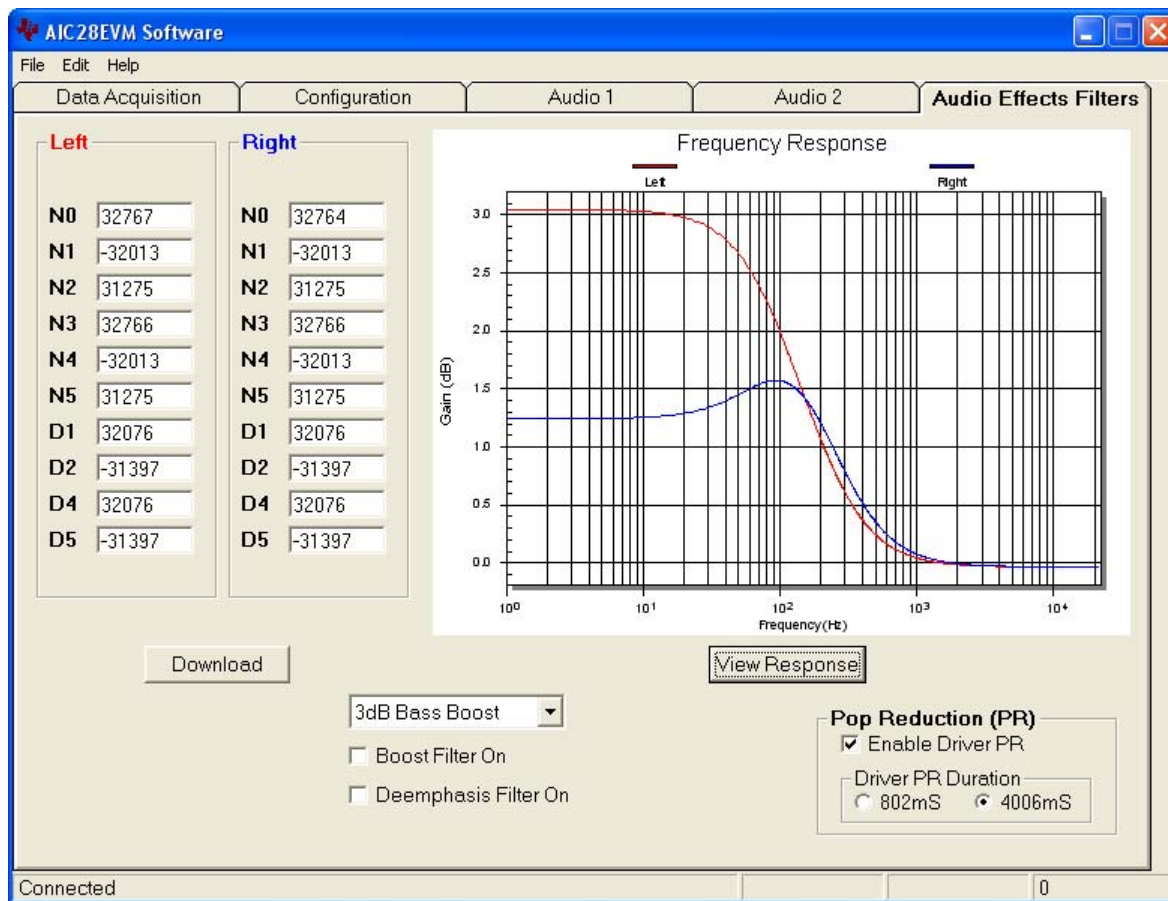 AIC28EVM Software
File Edit Help
Data Acquisition
Configuration
Audio 1
Audio 2
Audio Effects Filters
Left
N0 32767
N1 -32013
N2 31275
N3 32766
N4 -32013
N5 31275
D1 32076
D2 -31397
D4 32076
D5 -31397
Right
N0 32764
N1 -32013
N2 31275
N3 32766
N4 -32013
N5 31275
D1 32076
D2 -31397
D4 32076
D5 -31397
Frequency Response
Left
Right
Gain (dB)
3.0
2.5
2.0
1.5
1.0
0.5
0.0
10⁰ 10¹ 10² 10³ 10⁴
Frequency(Hz)
Download
View Response
3dB Bass Boost
Boost Filter On
Deemphasis Filter On
Pop Reduction (PR)
Enable Driver PR
Driver PR Duration
802mS 4006mS
Connected
0